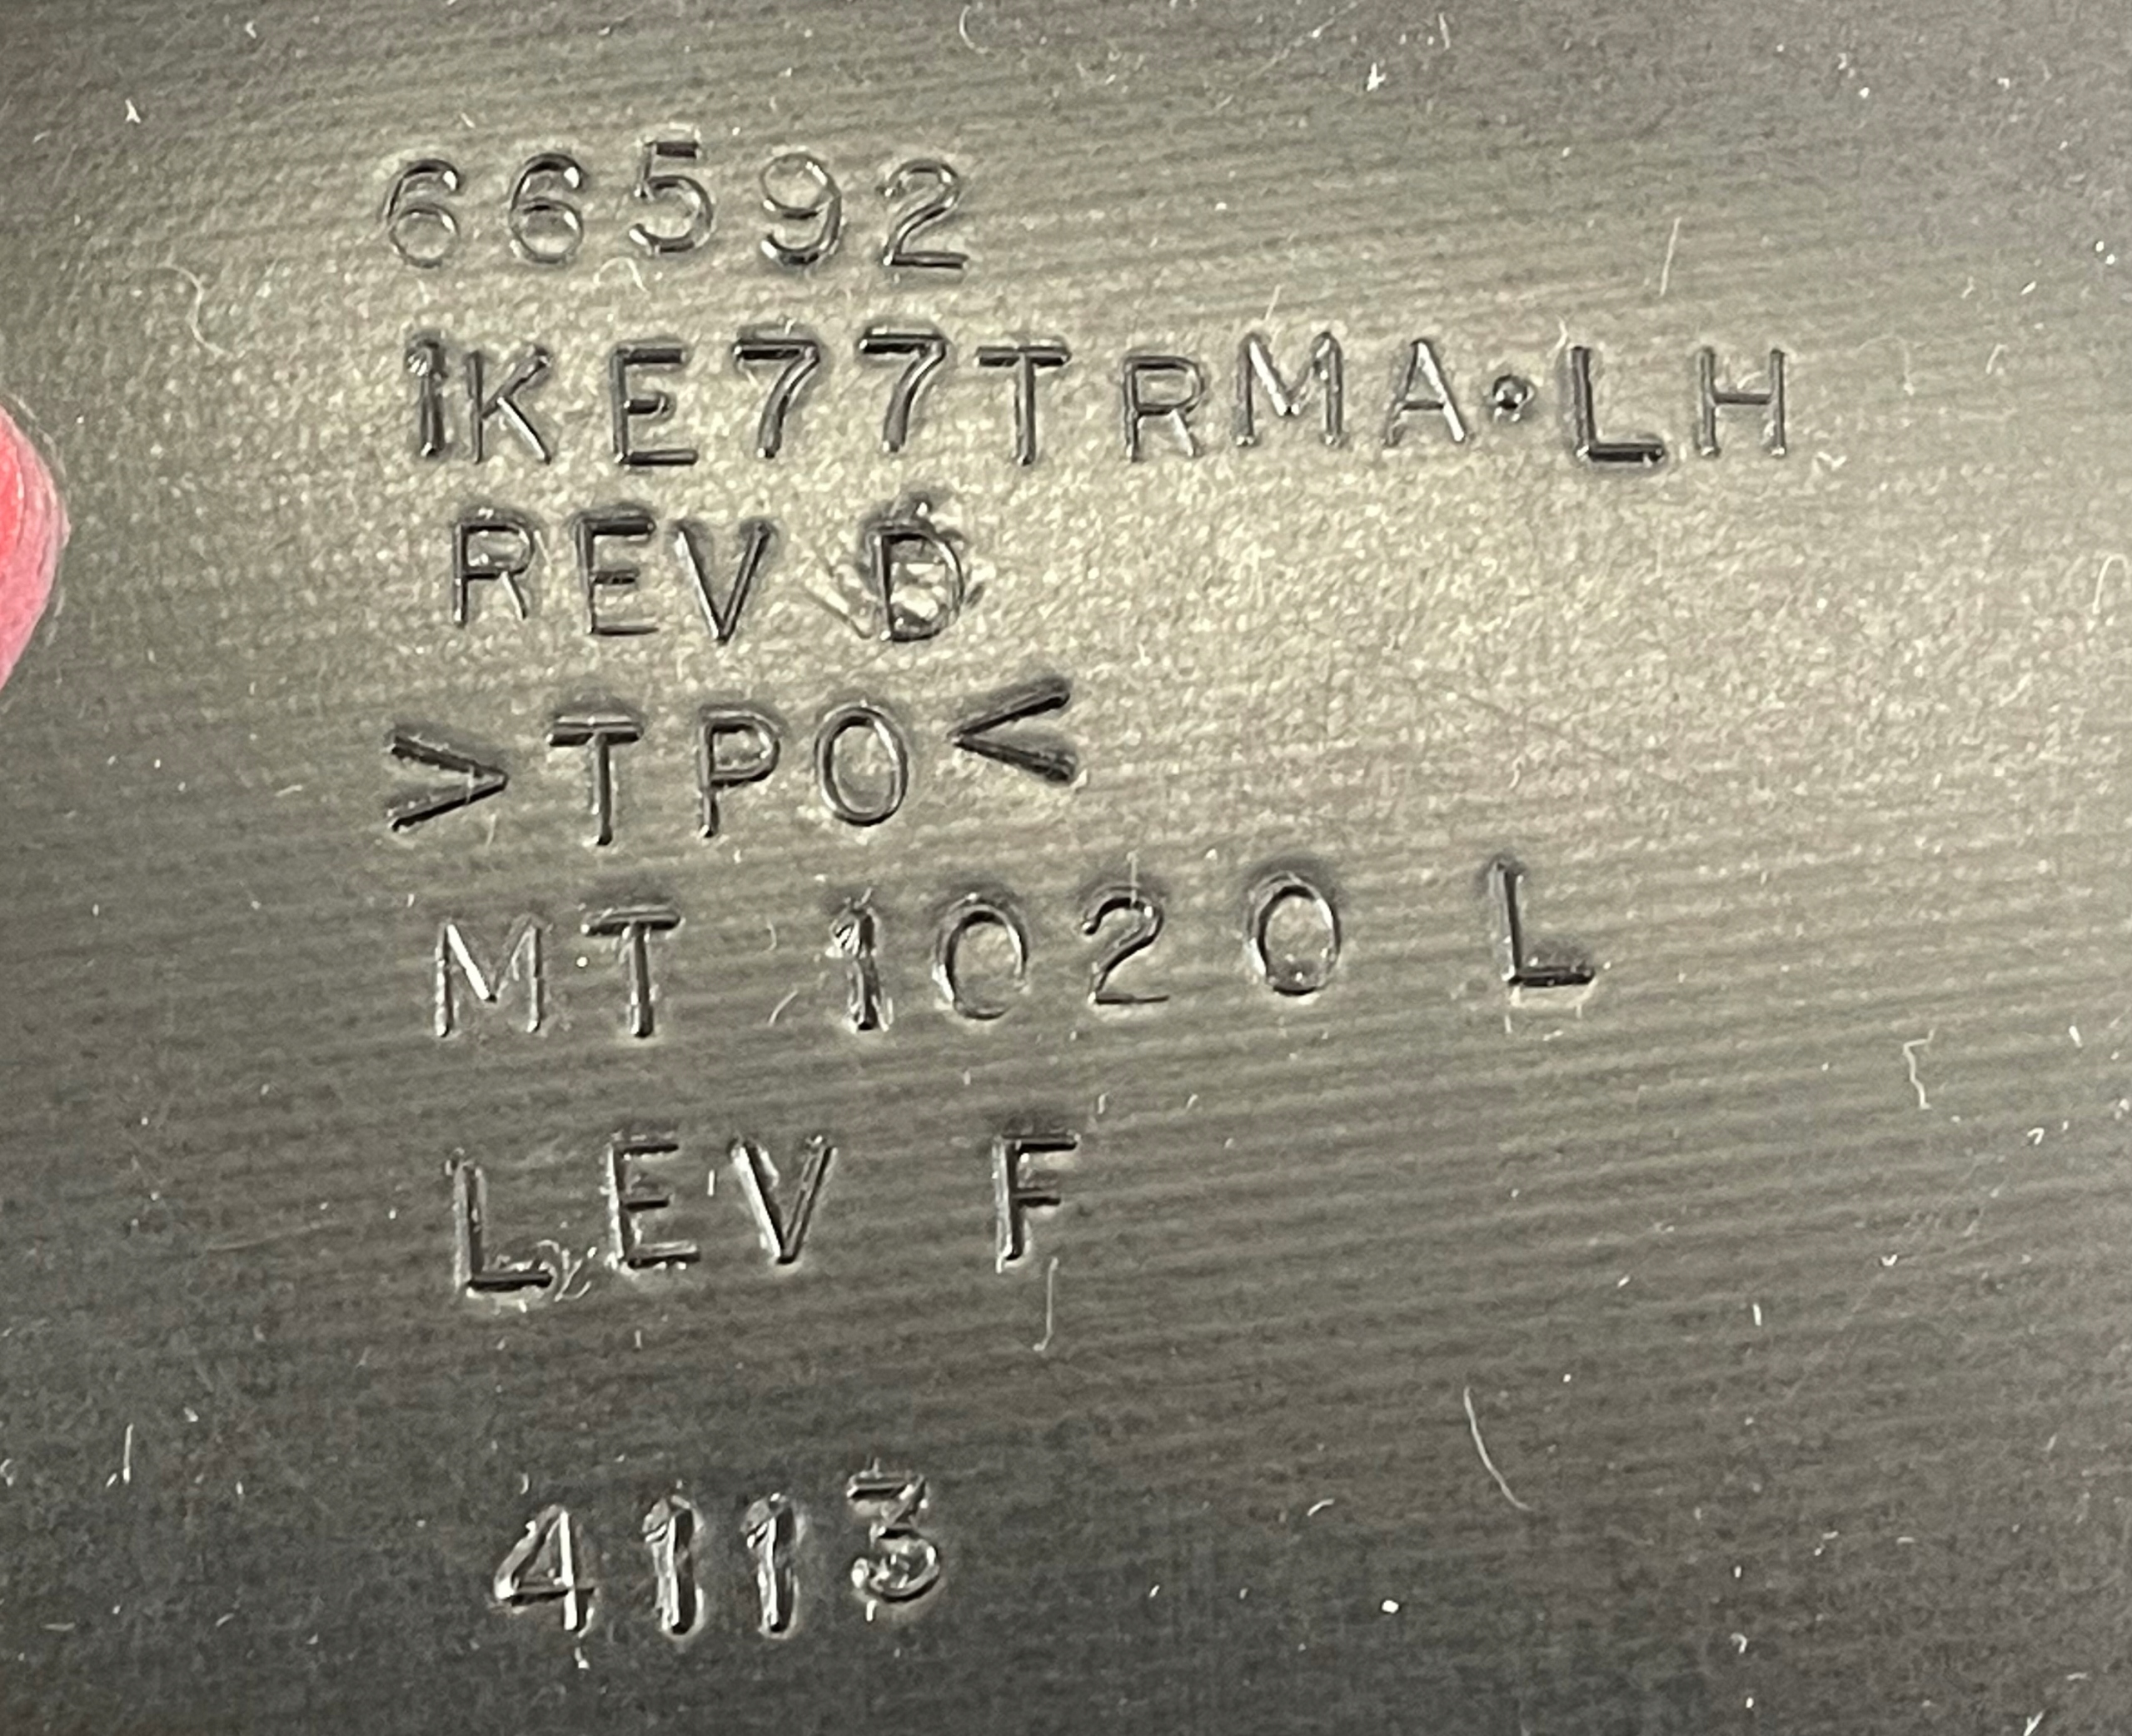 66592
1KE77TRMA·LH
REV D
>TPO<
MT 1020 L
LEV F
4113